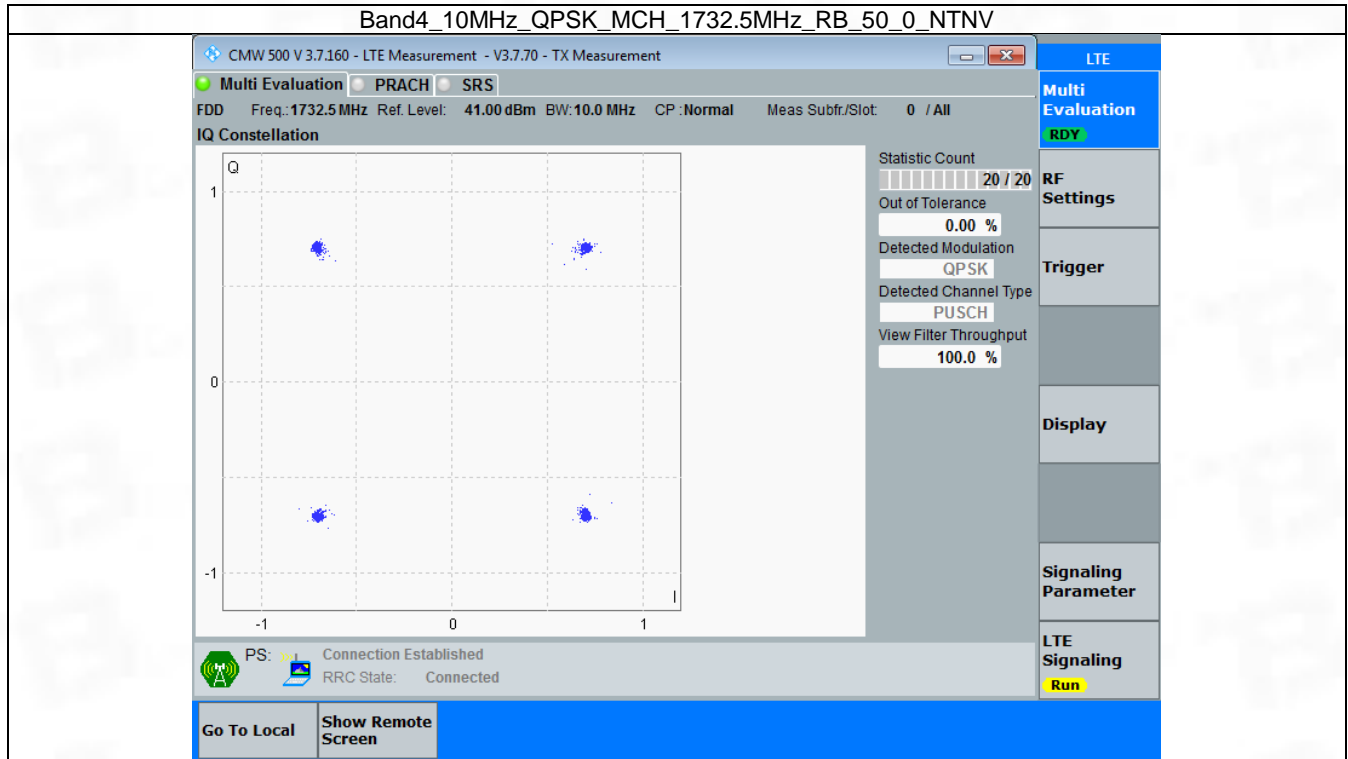 Band4_10MHz_QPSK_MCH_1732.5MHz_RB_50_0_NTNV
CMW 500 V 3.7.160 - LTE Measurement - V3.7.70 - TX Measurement
LTE
Multi Evaluation PRACH SRS
Multi
Evaluation
RDY
FDD Freq.:1732.5 MHz Ref. Level: 41.00 dBm BW:10.0 MHz CP :Normal Meas Subfr./Slot: 0 / All
IQ Constellation
Q
1
0
-1
I
-1 0 1
Statistic Count
20 / 20
Out of Tolerance
0.00 %
Detected Modulation
QPSK
Detected Channel Type
PUSCH
View Filter Throughput
100.0 %
RF
Settings
Trigger
Display
Signaling
Parameter
LTE
Signaling
Run
PS: Connection Established
RRC State: Connected
Go To Local
Show Remote
Screen